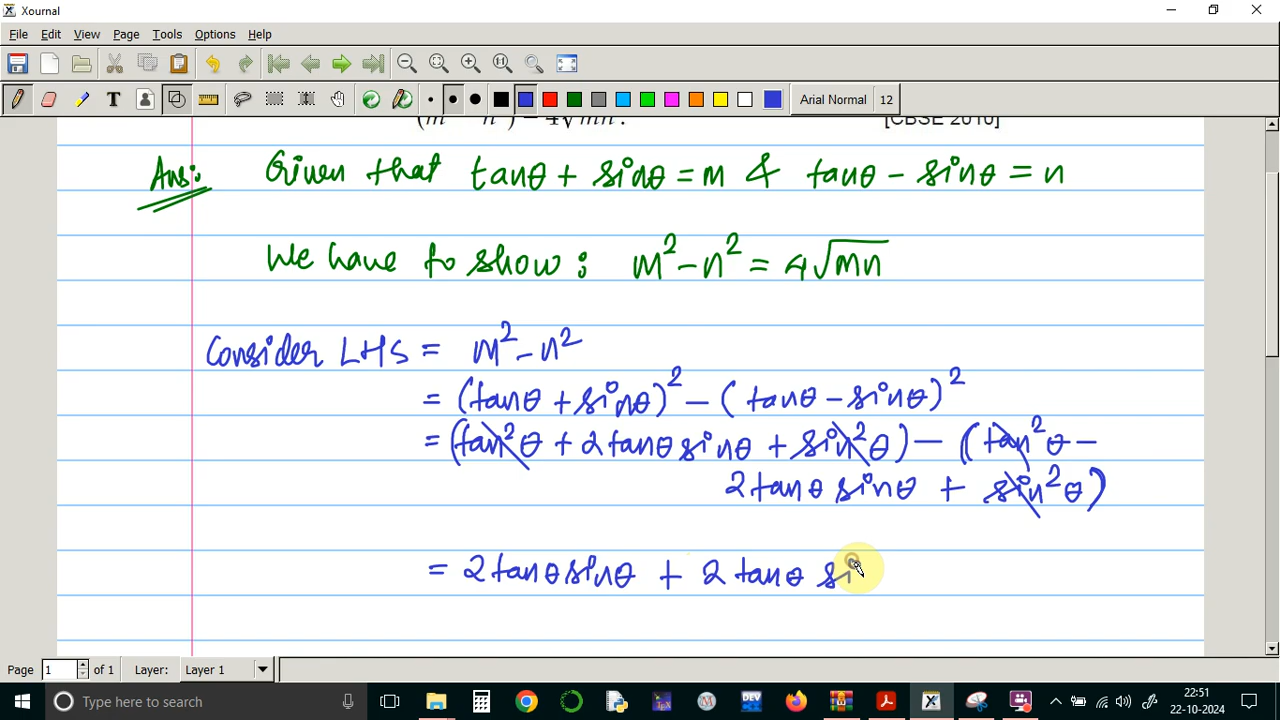 Xournal
File Edit View Page Tools Options Help
Arial Normal 12
[CBSE 2010]
Ans: Given that tanθ + sinθ = m & tanθ - sinθ = n
We have to show: m² - n² = 4√mn
Consider LHS = m² - n²
= (tanθ + sinθ)² - (tanθ - sinθ)²
= (tan²θ + 2tanθ sinθ + sin²θ) - (tan²θ -
2tanθ sinθ + sin²θ)
= 2tanθ sinθ + 2tanθ si
Page 1 of 1 Layer: Layer 1
Type here to search
22:51
22-10-2024